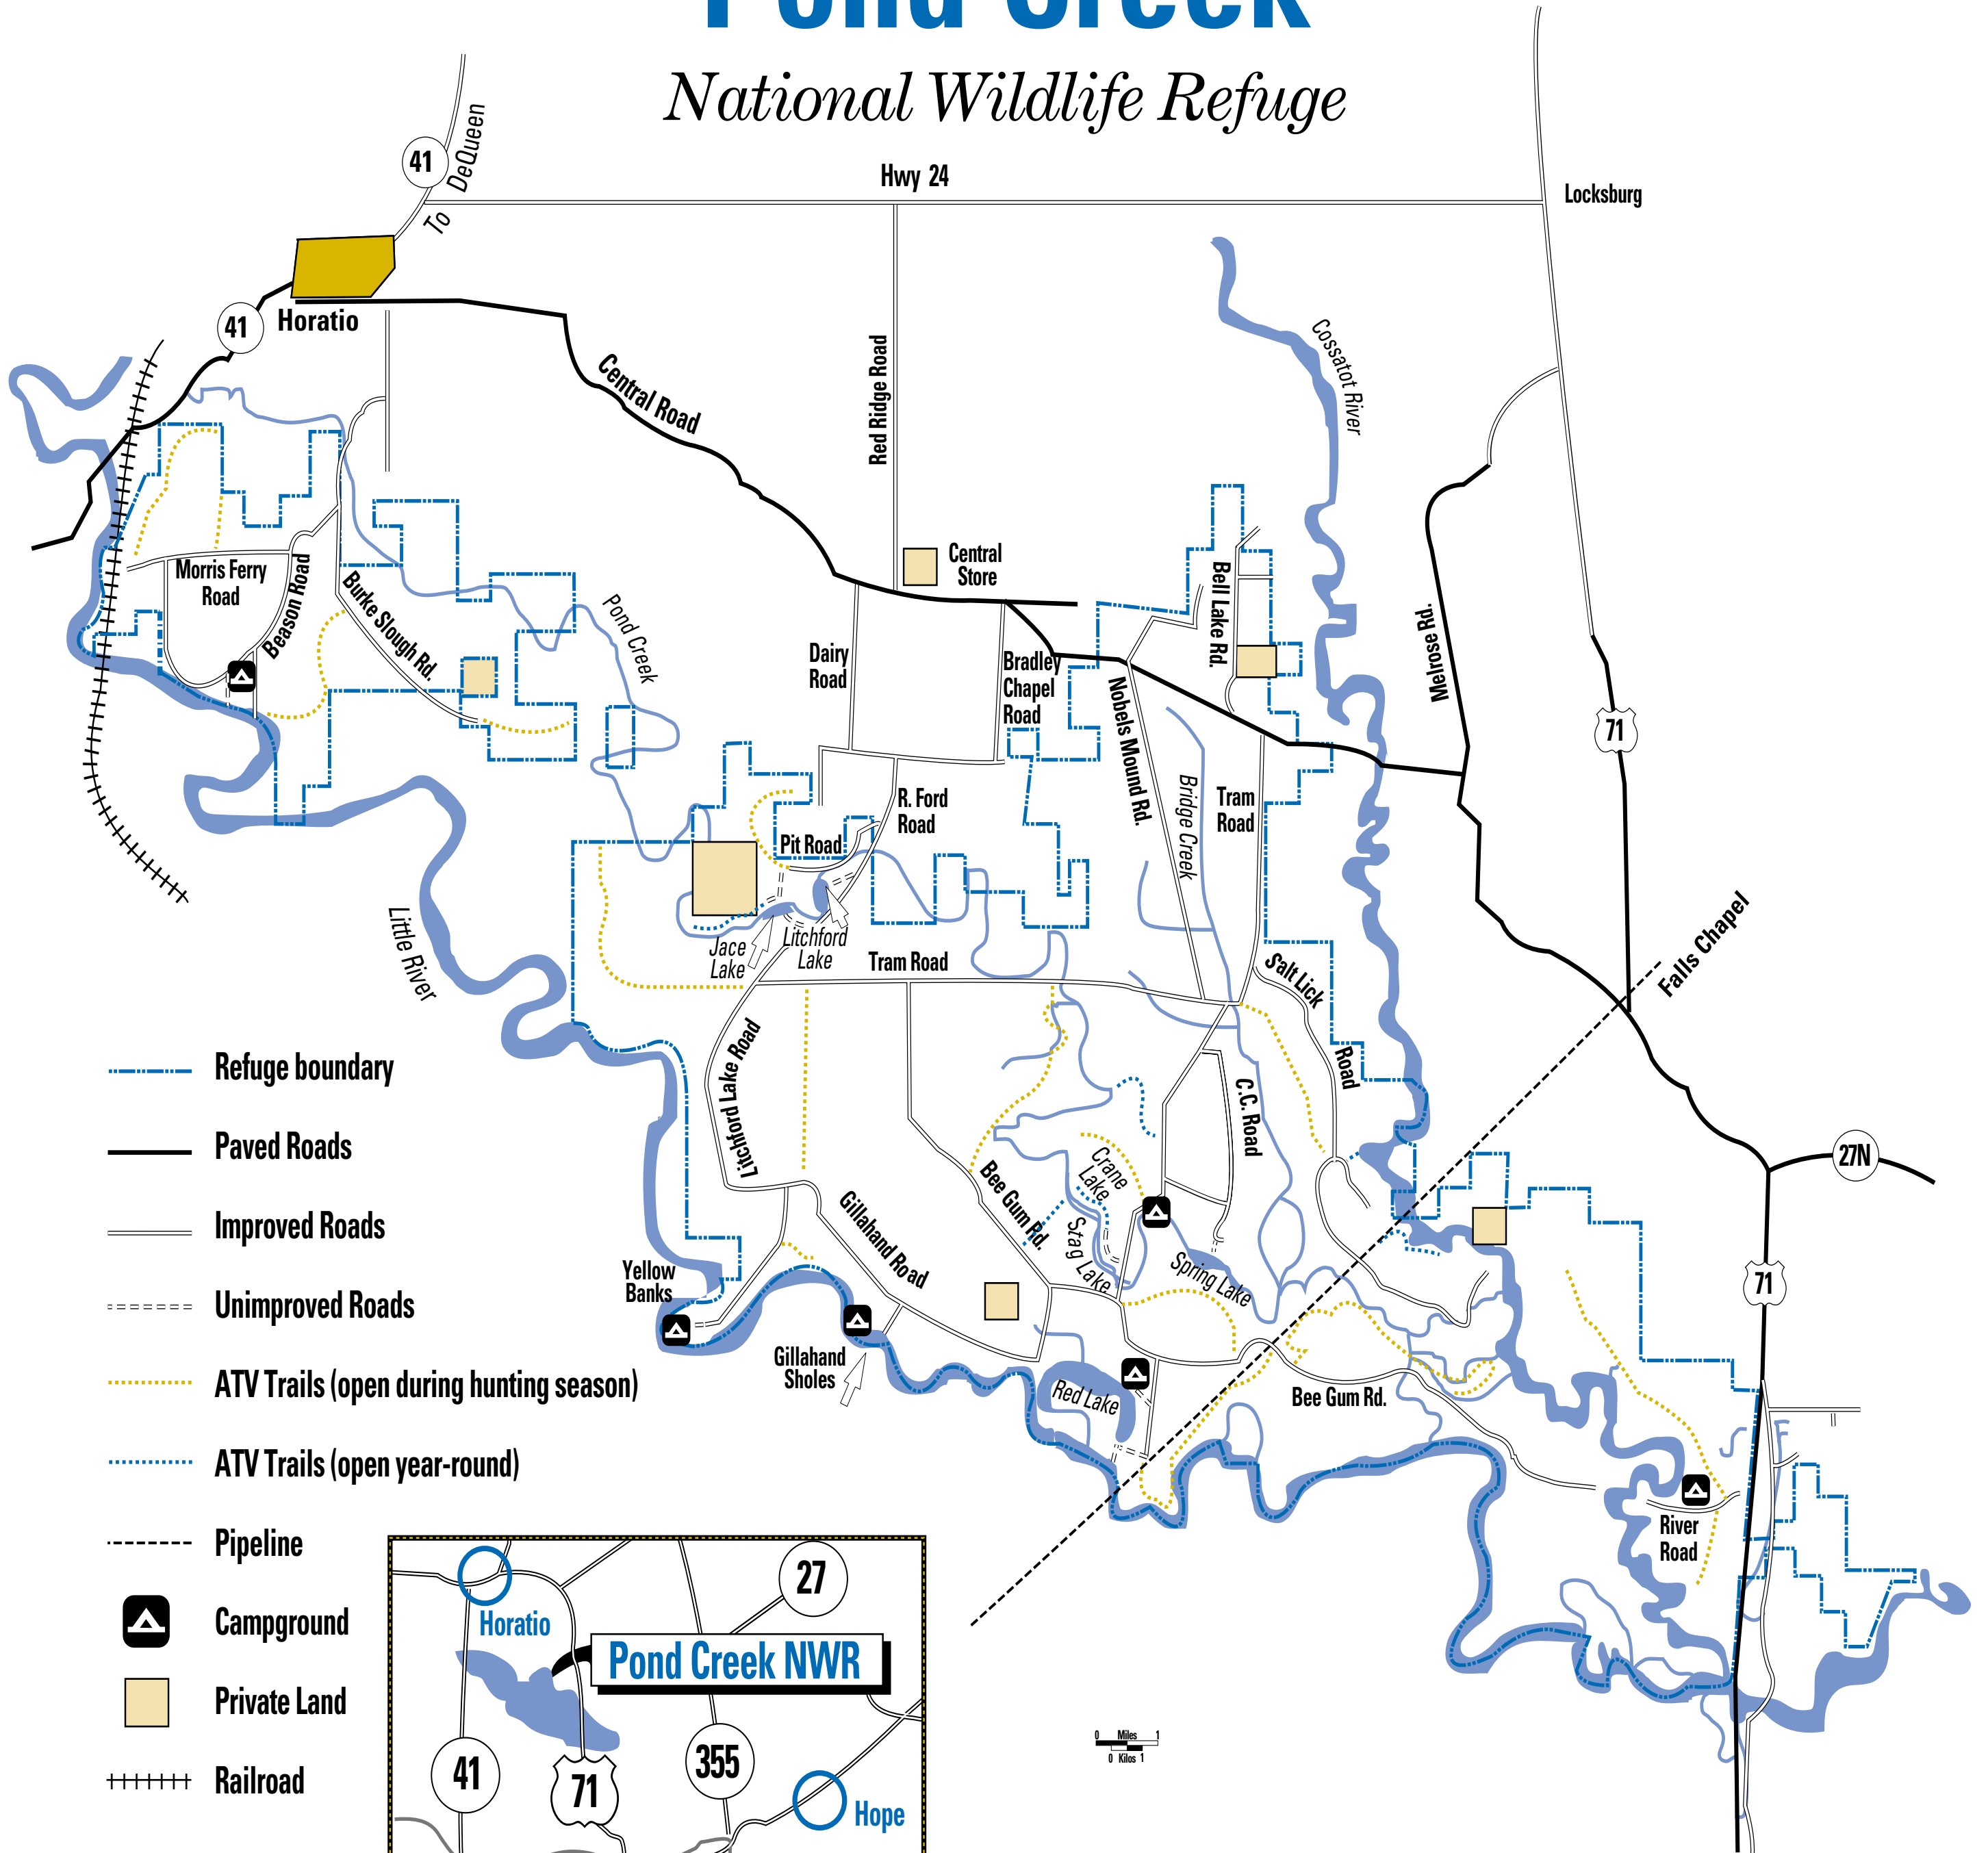 Pond Creek
National Wildlife Refuge
41
To DeQueen
Hwy 24
Locksburg
41
Horatio
Central Road
Red Ridge Road
Cossatot River
Central
Store
Morris Ferry
Road
Beason Road
Burke Slough Rd.
Pond Creek
Dairy
Road
Bradley
Chapel
Road
Bell Lake Rd.
Nobels Mound Rd.
Melrose Rd.
71
Bridge Creek
Tram
Road
R. Ford
Road
Pit Road
Little River
Jace
Lake
Litchford
Lake
Tram Road
Salt Lick
Road
Falls Chapel
Litchford Lake Road
C.C. Road
Crane
Lake
Bee Gum Rd.
Stag Lake
Gillahand Road
Spring Lake
27N
71
Yellow
Banks
Gillahand
Sholes
Red Lake
Bee Gum Rd.
River
Road
Refuge boundary
Paved Roads
Improved Roads
Unimproved Roads
ATV Trails (open during hunting season)
ATV Trails (open year-round)
Pipeline
Campground
Private Land
Railroad
27
Horatio
Pond Creek NWR
41
71
355
Hope
0 Miles 1
0 Kilos 1